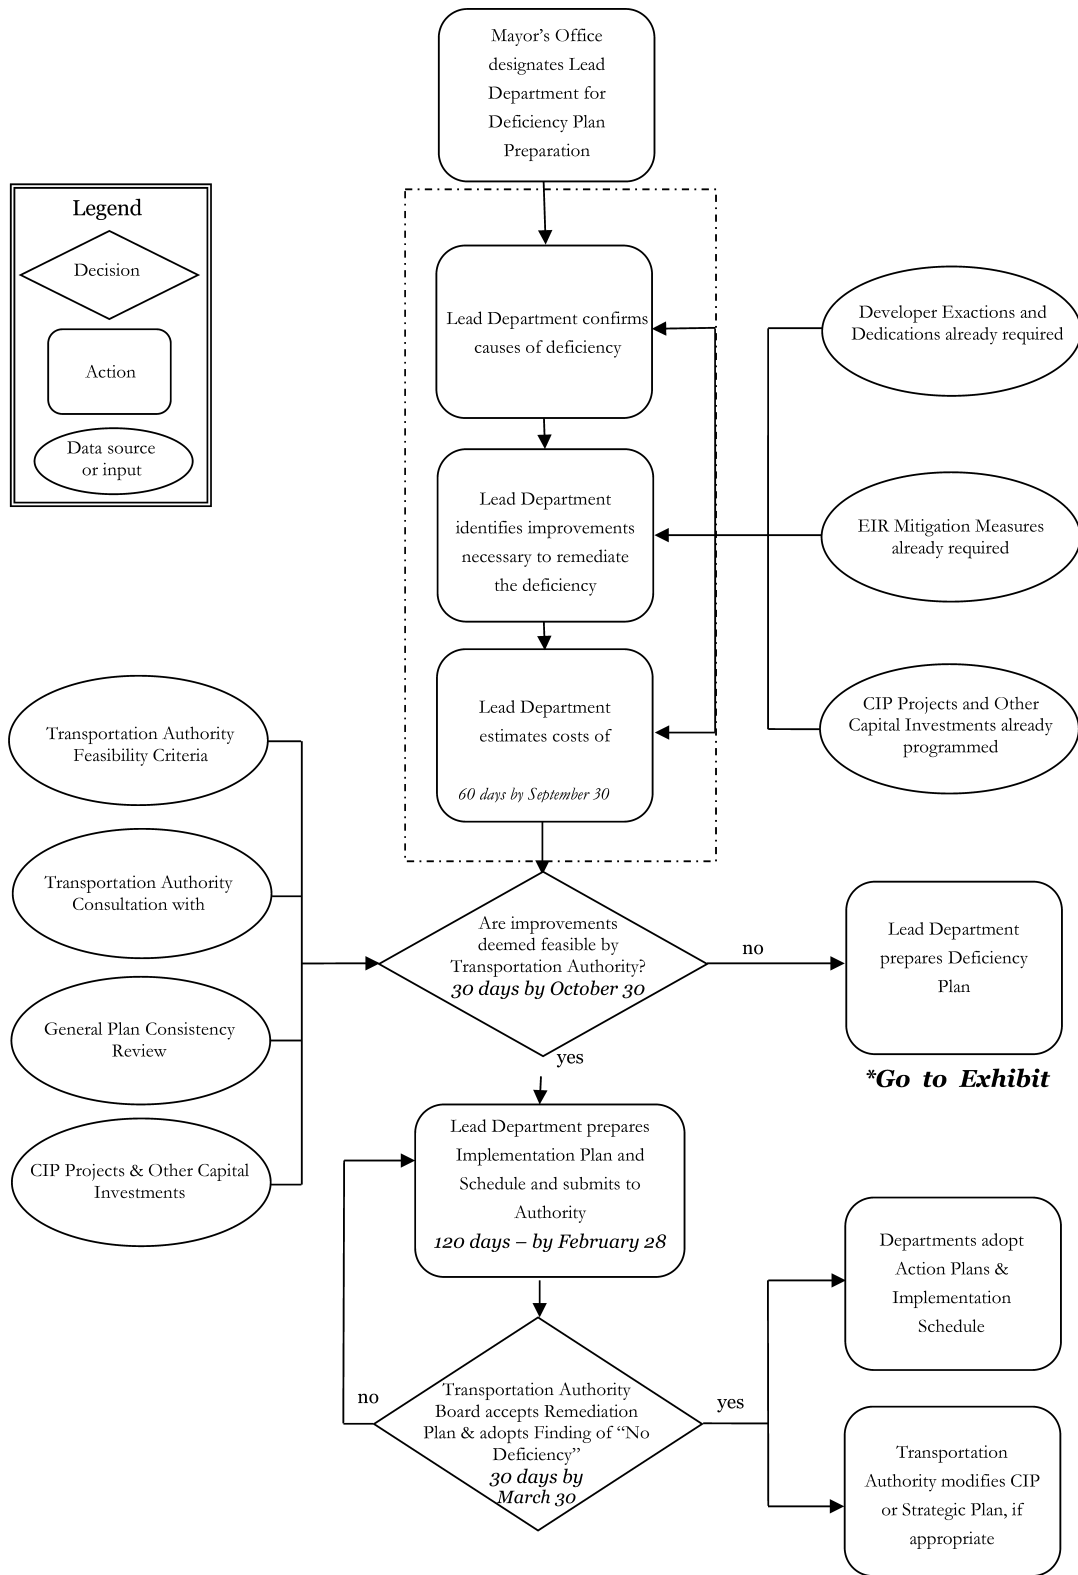 Mayor’s Office
designates Lead
Department for
Deficiency Plan
Preparation
Legend
Decision
Action
Data source
or input
Lead Department confirms
causes of deficiency
Developer Exactions and
Dedications already required
Lead Department
identifies improvements
necessary to remediate
the deficiency
EIR Mitigation Measures
already required
Lead Department
estimates costs of
60 days by September 30
CIP Projects and Other
Capital Investments already
programmed
Transportation Authority
Feasibility Criteria
Transportation Authority
Consultation with
General Plan Consistency
Review
CIP Projects & Other Capital
Investments
Are improvements
deemed feasible by
Transportation Authority?
30 days by October 30
no
Lead Department
prepares Deficiency
Plan
*Go to Exhibit
yes
Lead Department prepares
Implementation Plan and
Schedule and submits to
Authority
120 days – by February 28
no
Transportation Authority
Board accepts Remediation
Plan & adopts Finding of “No
Deficiency”
30 days by
March 30
yes
Departments adopt
Action Plans &
Implementation
Schedule
Transportation
Authority modifies CIP
or Strategic Plan, if
appropriate